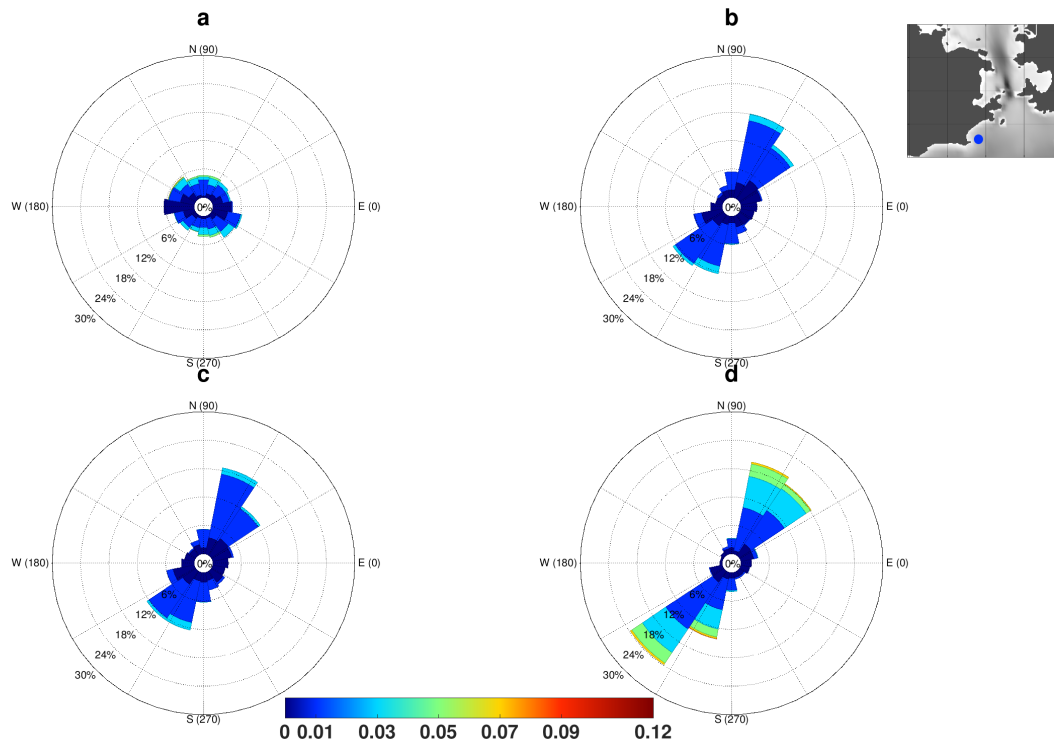 a
N (90)
W (180)
E (0)
S (270)
0%
6%
12%
18%
24%
30%
b
N (90)
W (180)
E (0)
S (270)
0%
6%
12%
18%
24%
30%
c
N (90)
W (180)
E (0)
S (270)
0%
6%
12%
18%
24%
30%
d
N (90)
W (180)
E (0)
S (270)
0%
6%
12%
18%
24%
30%
0 0.01 0.03 0.05 0.07 0.09 0.12